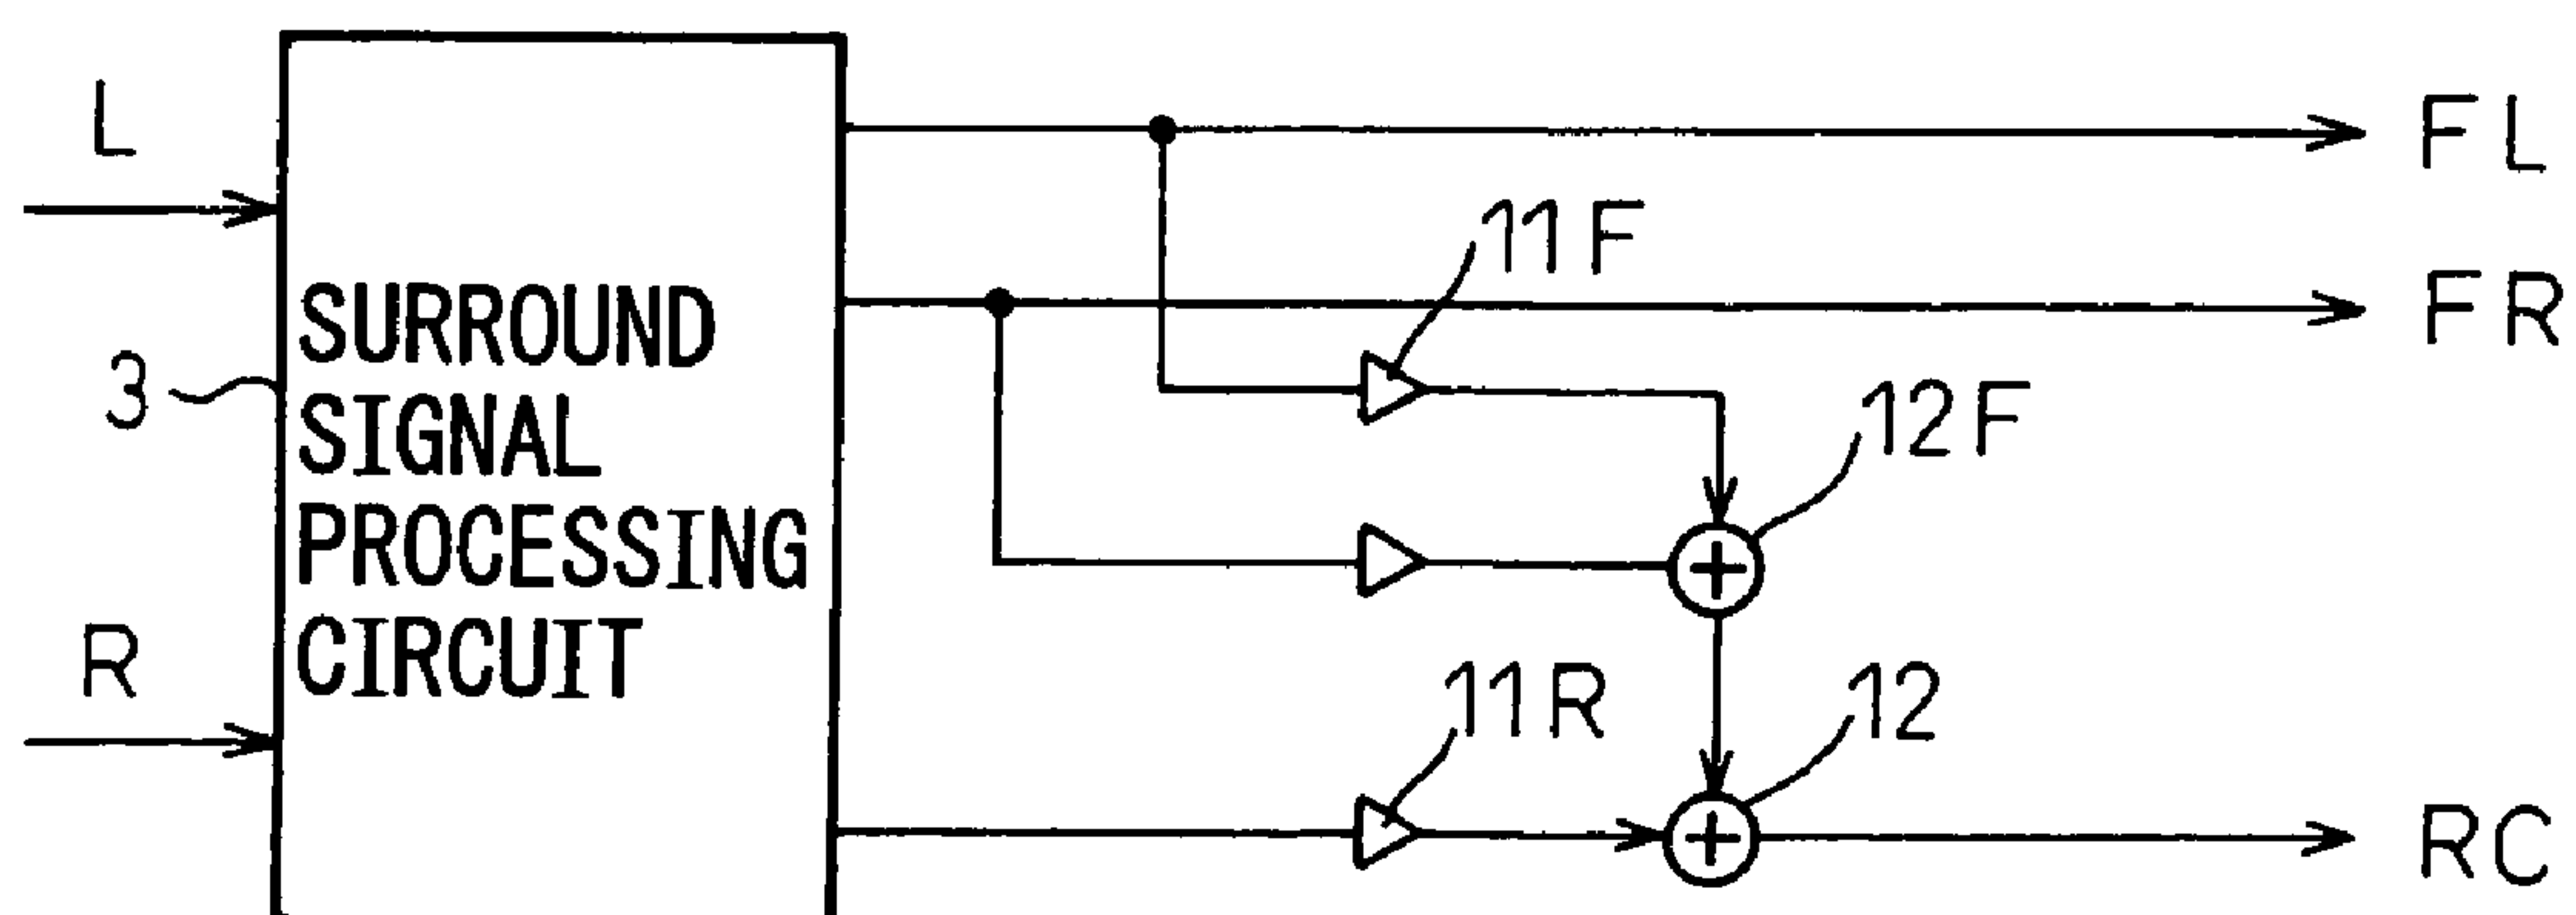 L
FL
11F
FR
SURROUND
SIGNAL
PROCESSING
CIRCUIT
3
12F
R
11R
12
RC